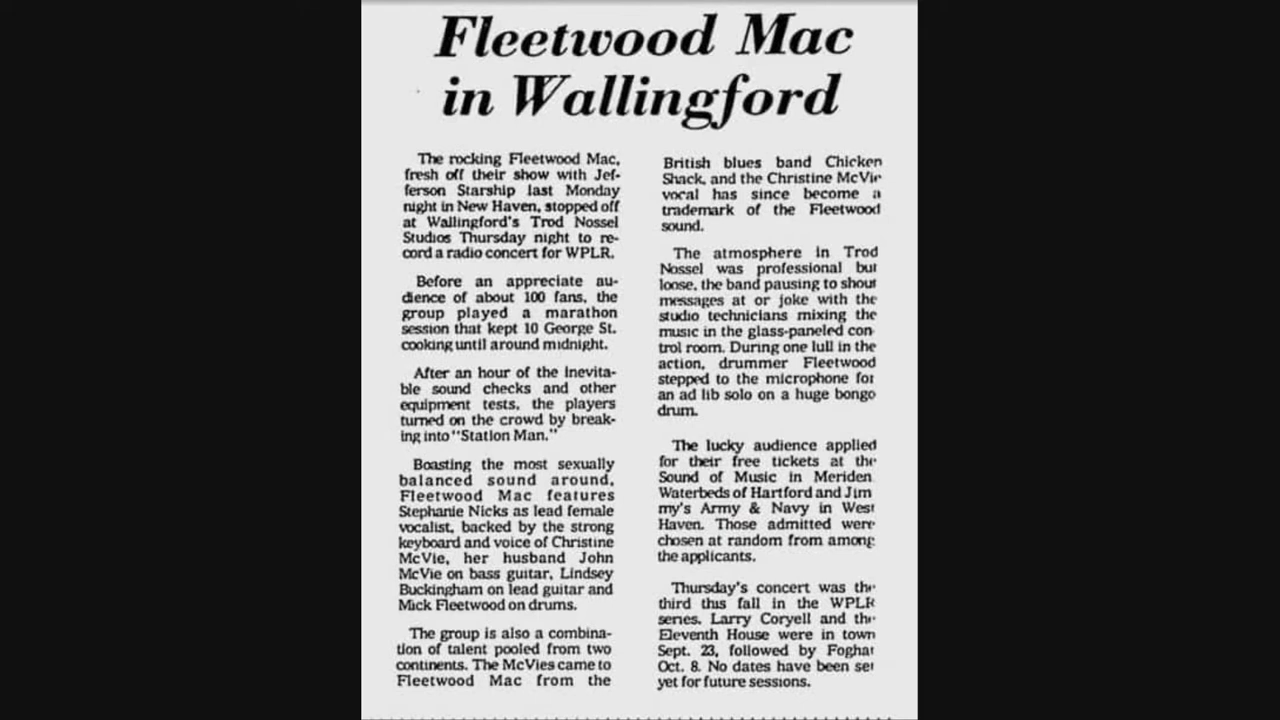 Fleetwood Mac
in Wallingford
The rocking Fleetwood Mac,
fresh off their show with Jef-
ferson Starship last Monday
night in New Haven, stopped off
at Wallingford's Trod Nossel
Studios Thursday night to re-
cord a radio concert for WPLR.
Before an appreciate au-
dience of about 100 fans, the
group played a marathon
session that kept 10 George St.
cooking until around midnight.
After an hour of the inevita-
ble sound checks and other
equipment tests, the players
turned on the crowd by break-
ing into "Station Man."
Boasting the most sexually
balanced sound around,
Fleetwood Mac features
Stephanie Nicks as lead female
vocalist, backed by the strong
keyboard and voice of Christine
McVie, her husband John
McVie on bass guitar, Lindsey
Buckingham on lead guitar and
Mick Fleetwood on drums.
The group is also a combina-
tion of talent pooled from two
continents. The McVies came to
Fleetwood Mac from the
British blues band Chicken
Shack, and the Christine McVie
vocal has since become a
trademark of the Fleetwood
sound.
The atmosphere in Trod
Nossel was professional but
loose, the band pausing to shout
messages at or joke with the
studio technicians mixing the
music in the glass-paneled con
trol room. During one lull in the
action, drummer Fleetwood
stepped to the microphone for
an ad lib solo on a huge bongo
drum.
The lucky audience applied
for their free tickets at the
Sound of Music in Meriden
Waterbeds of Hartford and Jim
my's Army & Navy in West
Haven. Those admitted were
chosen at random from among
the applicants.
Thursday's concert was the
third this fall in the WPLR
series. Larry Coryell and the
Eleventh House were in town
Sept. 23, followed by Foghat
Oct. 8. No dates have been set
yet for future sessions.